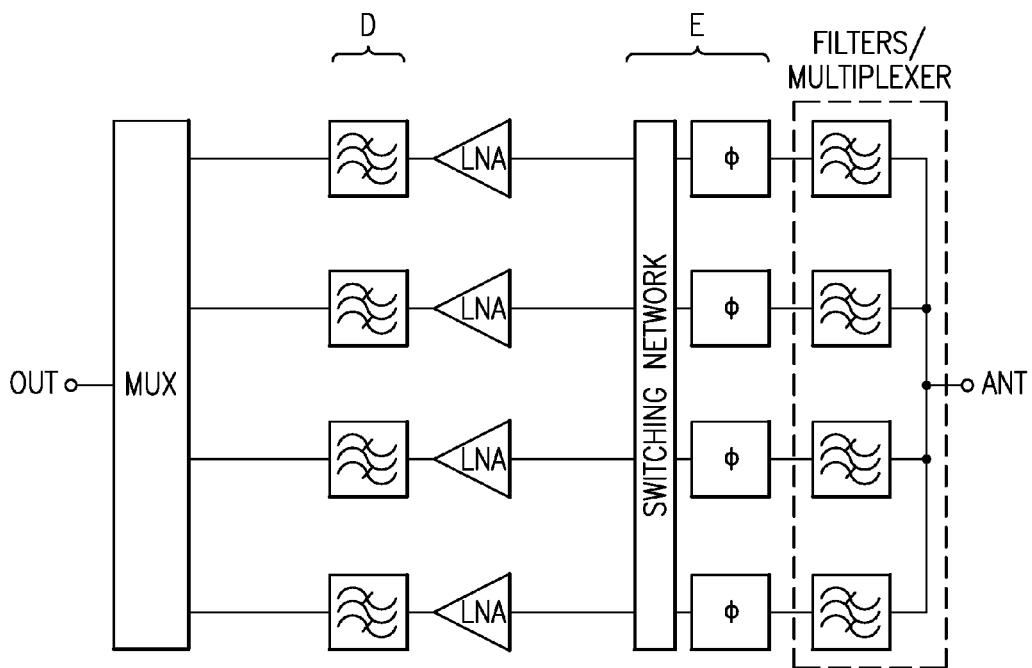 D
E
FILTERS/
MULTIPLEXER
LNA
ϕ
LNA
ϕ
OUT
MUX
SWITCHING NETWORK
ANT
LNA
ϕ
LNA
ϕ